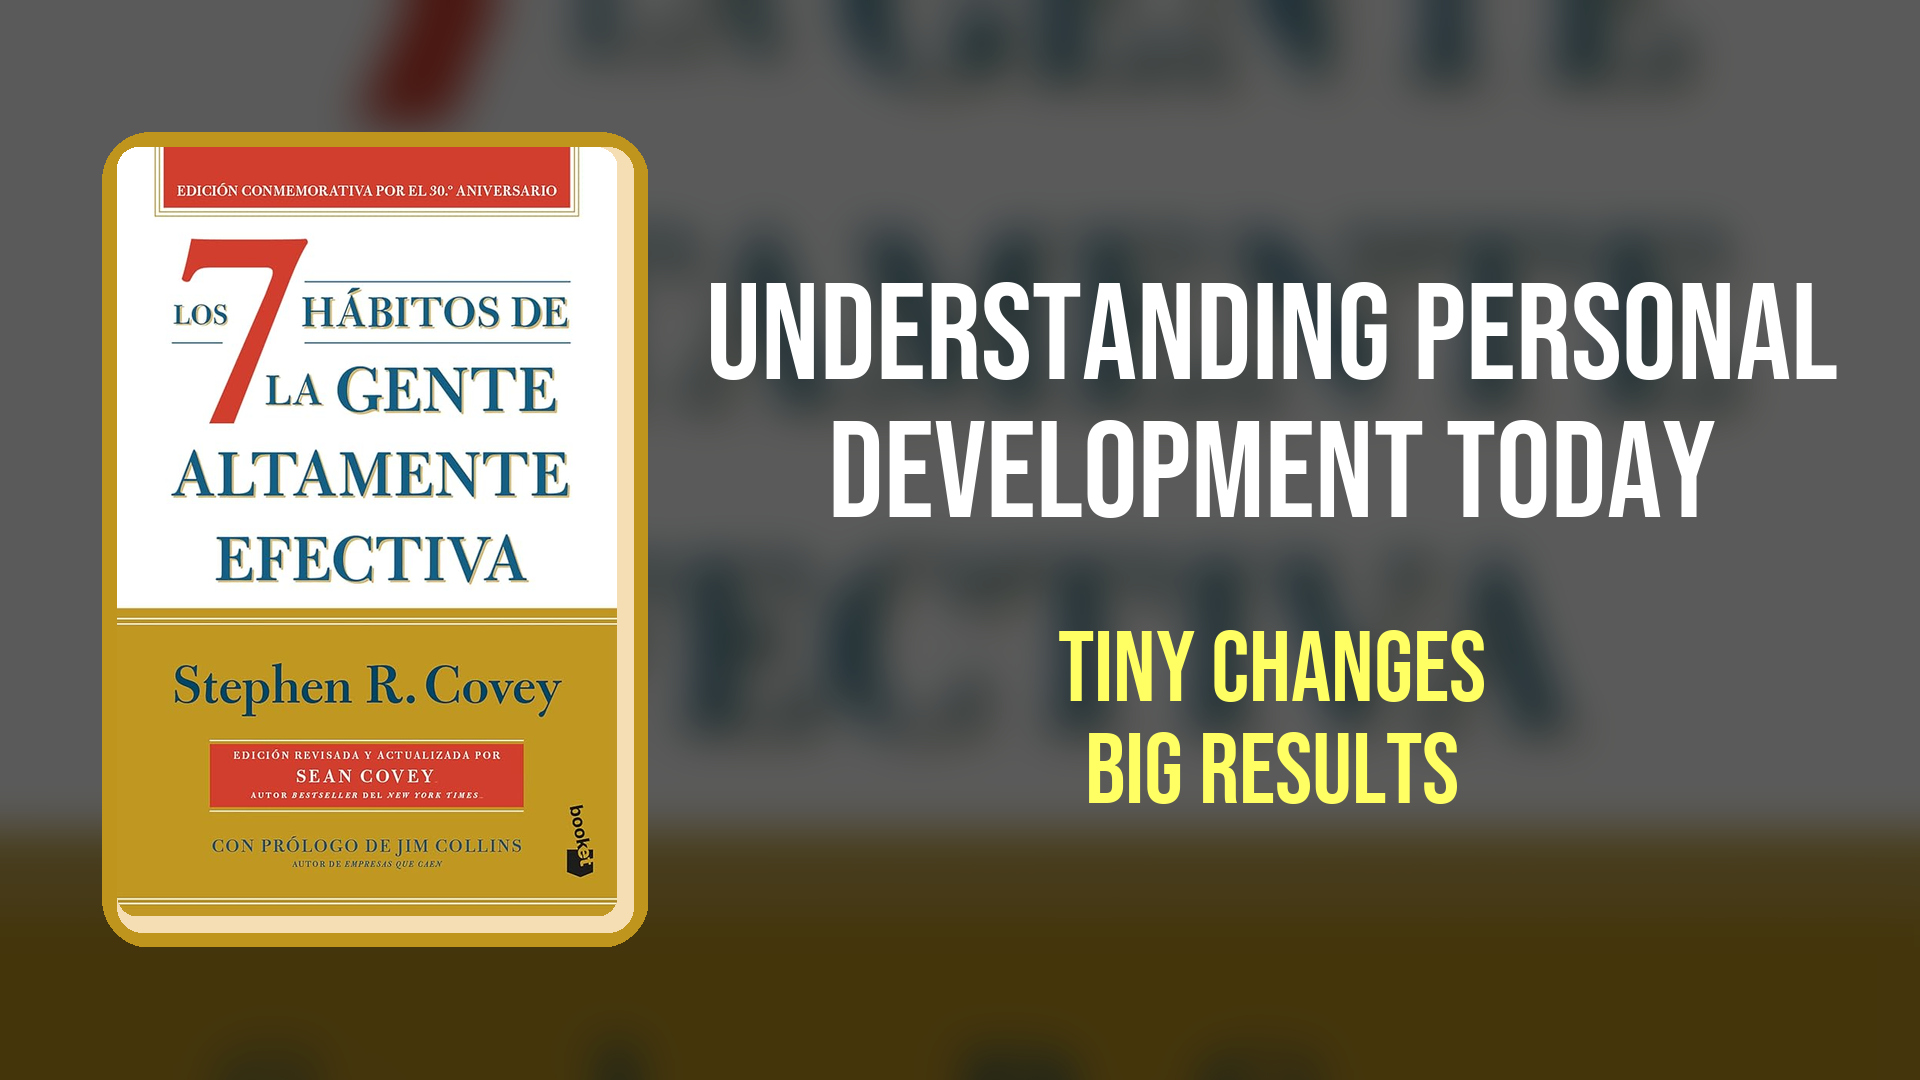 EDICIÓN CONMEMORATIVA POR EL 30.º ANIVERSARIO
LOS 7 HÁBITOS DE
LA GENTE
ALTAMENTE
EFECTIVA
Stephen R. Covey
EDICIÓN REVISADA Y ACTUALIZADA POR
SEAN COVEY
AUTOR BESTSELLER DEL NEW YORK TIMES
CON PRÓLOGO DE JIM COLLINS
AUTOR DE EMPRESAS QUE CAEN
booket
UNDERSTANDING PERSONAL
DEVELOPMENT TODAY
TINY CHANGES
BIG RESULTS